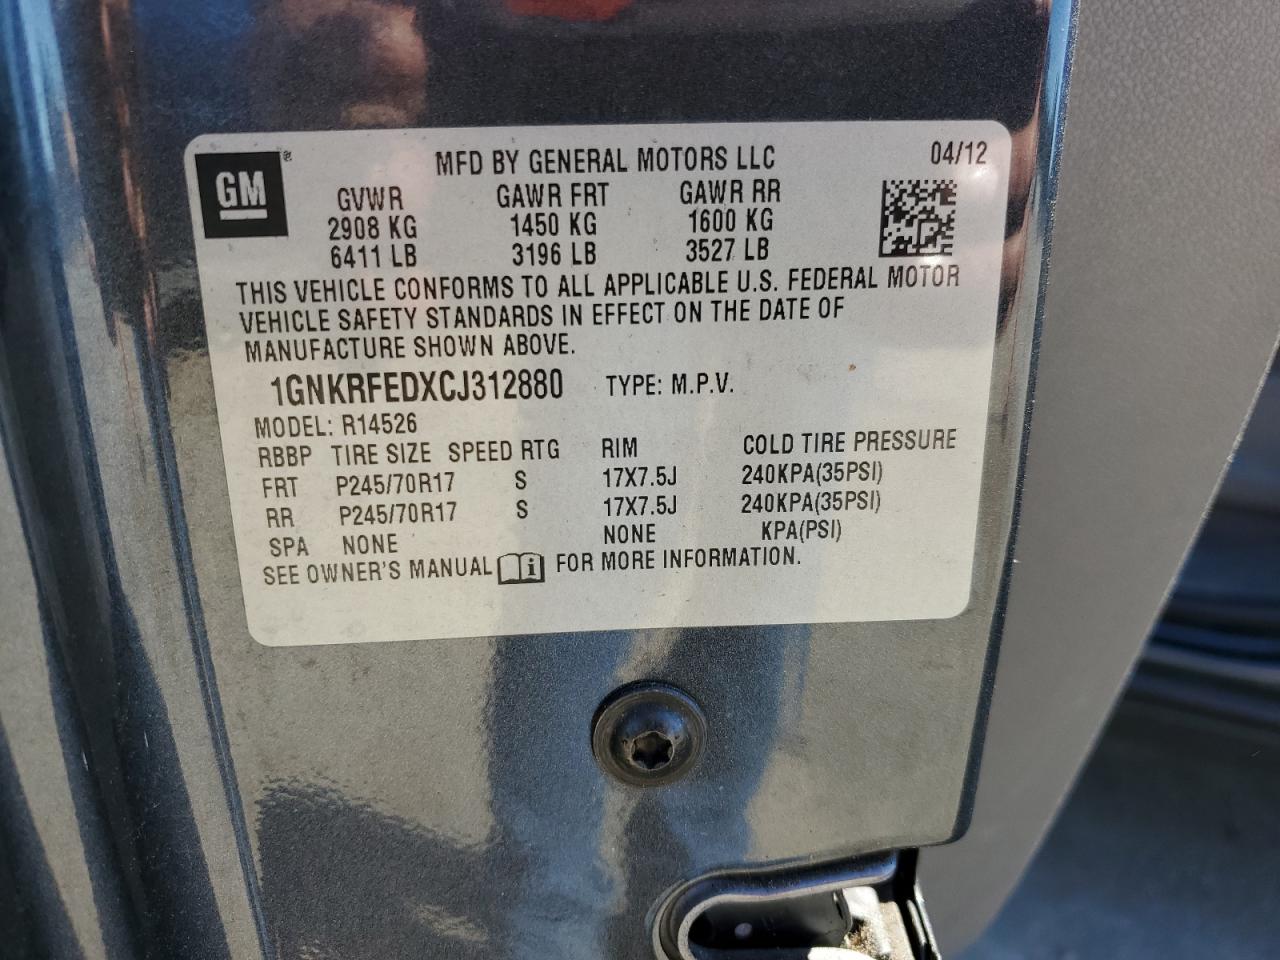 GM® MFD BY GENERAL MOTORS LLC 04/12
GVWR GAWR FRT GAWR RR
2908 KG 1450 KG 1600 KG
6411 LB 3196 LB 3527 LB
THIS VEHICLE CONFORMS TO ALL APPLICABLE U.S. FEDERAL MOTOR
VEHICLE SAFETY STANDARDS IN EFFECT ON THE DATE OF
MANUFACTURE SHOWN ABOVE.
1GNKRFEDXCJ312880 TYPE: M.P.V.
MODEL: R14526
RBBP TIRE SIZE SPEED RTG RIM COLD TIRE PRESSURE
FRT P245/70R17 S 17X7.5J 240KPA(35PSI)
RR P245/70R17 S 17X7.5J 240KPA(35PSI)
SPA NONE NONE KPA(PSI)
SEE OWNER'S MANUAL i FOR MORE INFORMATION.